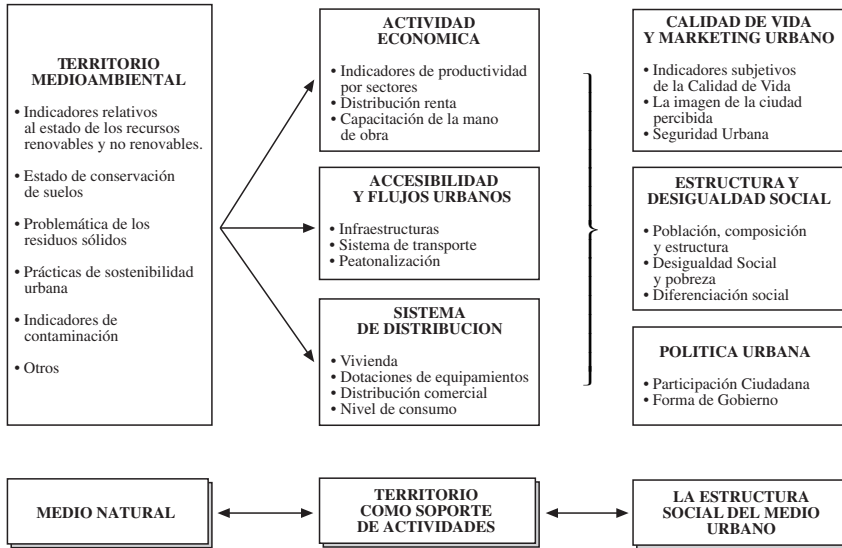 TERRITORIO
MEDIOAMBIENTAL
• Indicadores relativos
al estado de los recursos
renovables y no renovables.
• Estado de conservación
de suelos
• Problemática de los
residuos sólidos
• Prácticas de sostenibilidad
urbana
• Indicadores de
contaminación
• Otros
ACTIVIDAD
ECONOMICA
• Indicadores de productividad
por sectores
• Distribución renta
• Capacitación de la mano
de obra
ACCESIBILIDAD
Y FLUJOS URBANOS
• Infraestructuras
• Sistema de transporte
• Peatonalización
SISTEMA
DE DISTRIBUCION
• Vivienda
• Dotaciones de equipamientos
• Distribución comercial
• Nivel de consumo
CALIDAD DE VIDA
Y MARKETING URBANO
• Indicadores subjetivos
de la Calidad de Vida
• La imagen de la ciudad
percibida
• Seguridad Urbana
ESTRUCTURA Y
DESIGUALDAD SOCIAL
• Población, composición
y estructura
• Desigualdad Social
y pobreza
• Diferenciación social
POLITICA URBANA
• Participación Ciudadana
• Forma de Gobierno
MEDIO NATURAL
TERRITORIO
COMO SOPORTE
DE ACTIVIDADES
LA ESTRUCTURA
SOCIAL DEL MEDIO
URBANO